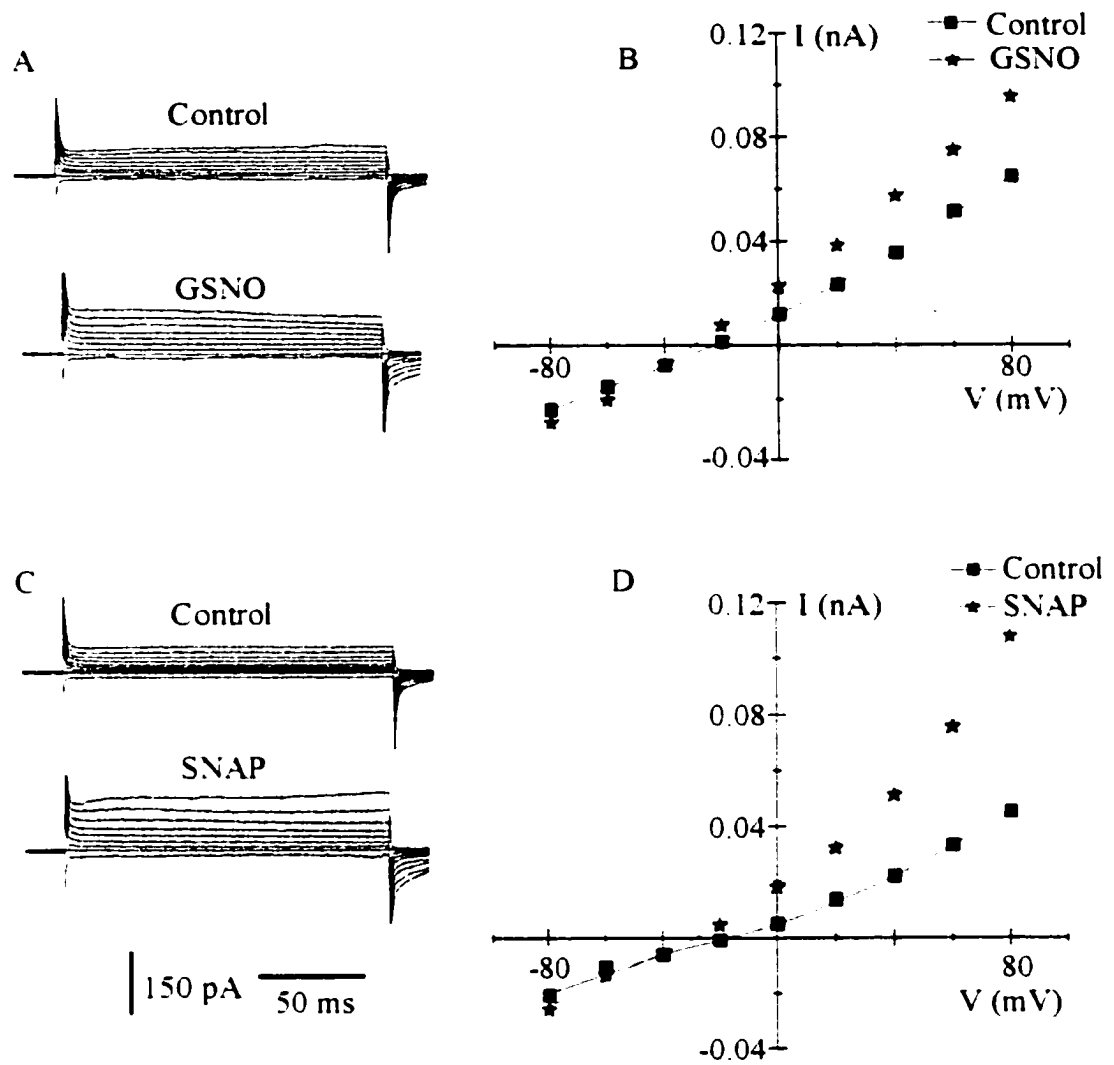 A
Control
GSNO
B
Control
GSNO
I (nA)
0.12
0.08
0.04
-0.04
-80
80
V (mV)
C
Control
SNAP
150 pA
50 ms
D
Control
SNAP
I (nA)
0.12
0.08
0.04
-0.04
-80
80
V (mV)